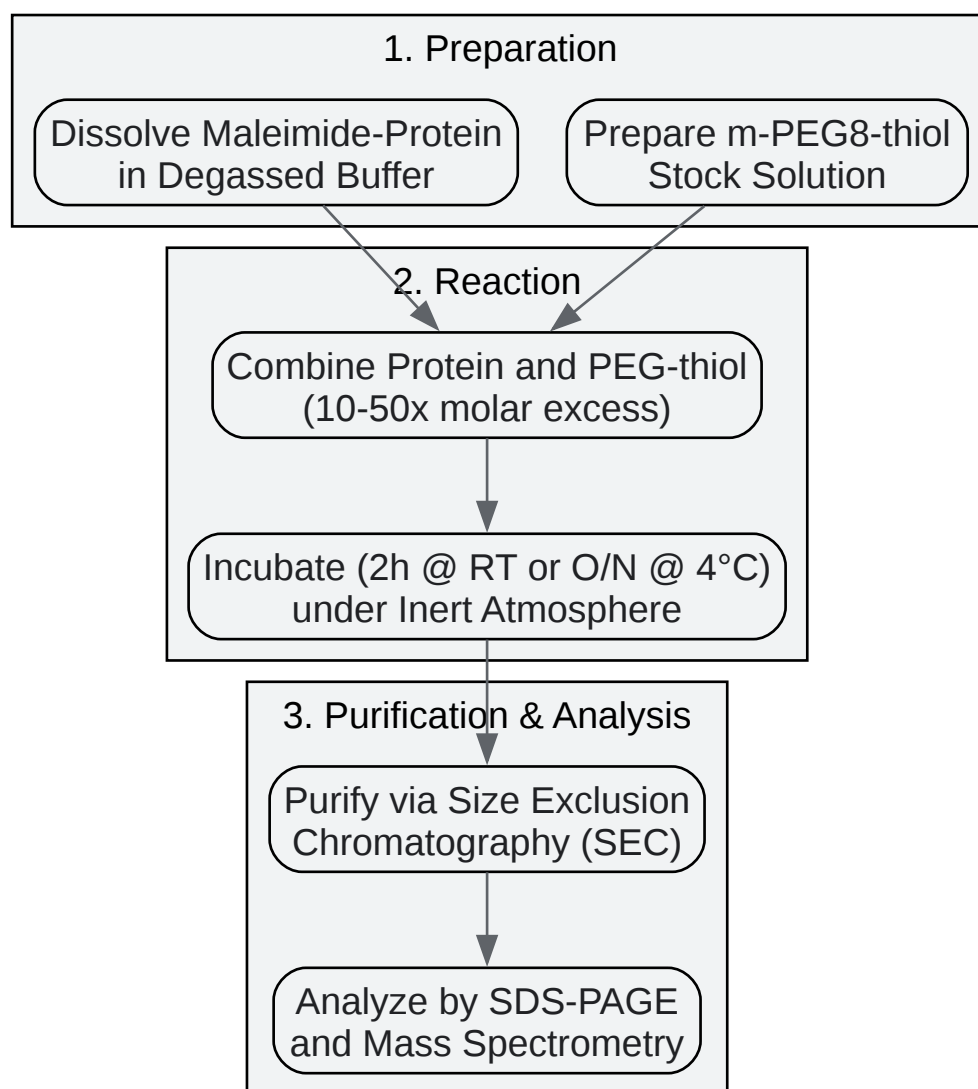 1. Preparation
Dissolve Maleimide-Protein
in Degassed Buffer
Prepare m-PEG8-thiol
Stock Solution
2. Reaction
Combine Protein and PEG-thiol
(10-50x molar excess)
Incubate (2h @ RT or O/N @ 4°C)
under Inert Atmosphere
3. Purification & Analysis
Purify via Size Exclusion
Chromatography (SEC)
Analyze by SDS-PAGE
and Mass Spectrometry